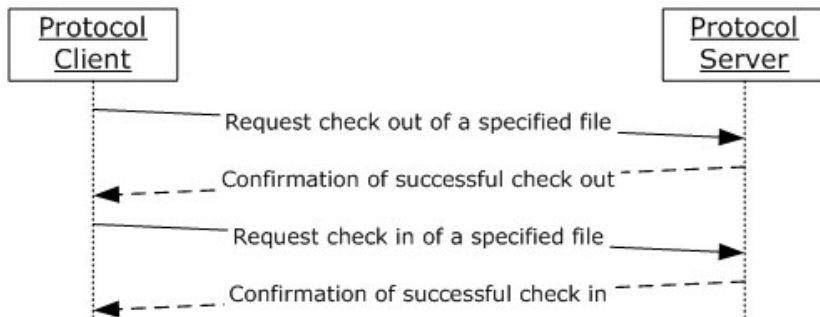 Protocol
Client
Protocol
Server
Request check out of a specified file
Confirmation of successful check out
Request check in of a specified file
Confirmation of successful check in